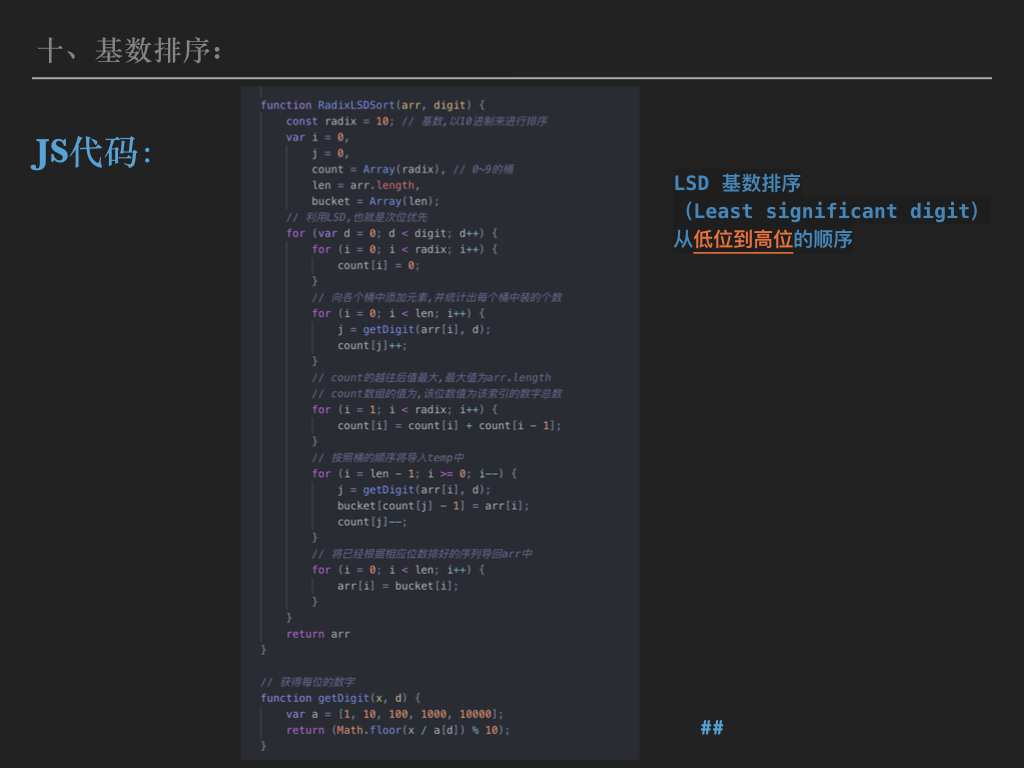 十、基数排序:
JS代码:
function RadixLSDSort(arr, digit) {
const radix = 10; // 基数,以10进制来进行排序
var i = 0,
j = 0,
count = Array(radix), // 0~9的桶
len = arr.length,
bucket = Array(len);
// 利用LSD,也就是次位优先
for (var d = 0; d < digit; d++) {
for (i = 0; i < radix; i++) {
count[i] = 0;
}
// 向各个桶中添加元素,并统计出每个桶中装的个数
for (i = 0; i < len; i++) {
j = getDigit(arr[i], d);
count[j]++;
}
// count的越往后值最大,最大值为arr.length
// count数组的值为,该位数值为该索引的数字总数
for (i = 1; i < radix; i++) {
count[i] = count[i] + count[i - 1];
}
// 按照桶的顺序将导入temp中
for (i = len - 1; i >= 0; i--) {
j = getDigit(arr[i], d);
bucket[count[j] - 1] = arr[i];
count[j]--;
}
// 将已经根据相应位数排好的序列导回arr中
for (i = 0; i < len; i++) {
arr[i] = bucket[i];
}
}
return arr
}
// 获得每位的数字
function getDigit(x, d) {
var a = [1, 10, 100, 1000, 10000];
return (Math.floor(x / a[d]) % 10);
}
LSD 基数排序
（Least significant digit）
从低位到高位的顺序
##